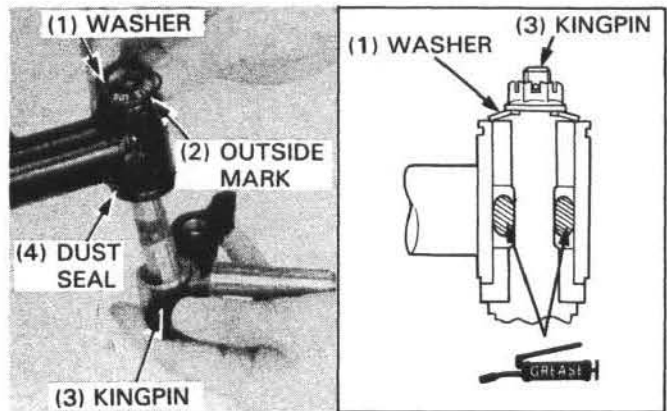 (1) WASHER
(2) OUTSIDE
MARK
(4) DUST
SEAL
(3) KINGPIN
(3) KINGPIN
(1) WASHER
GREASE